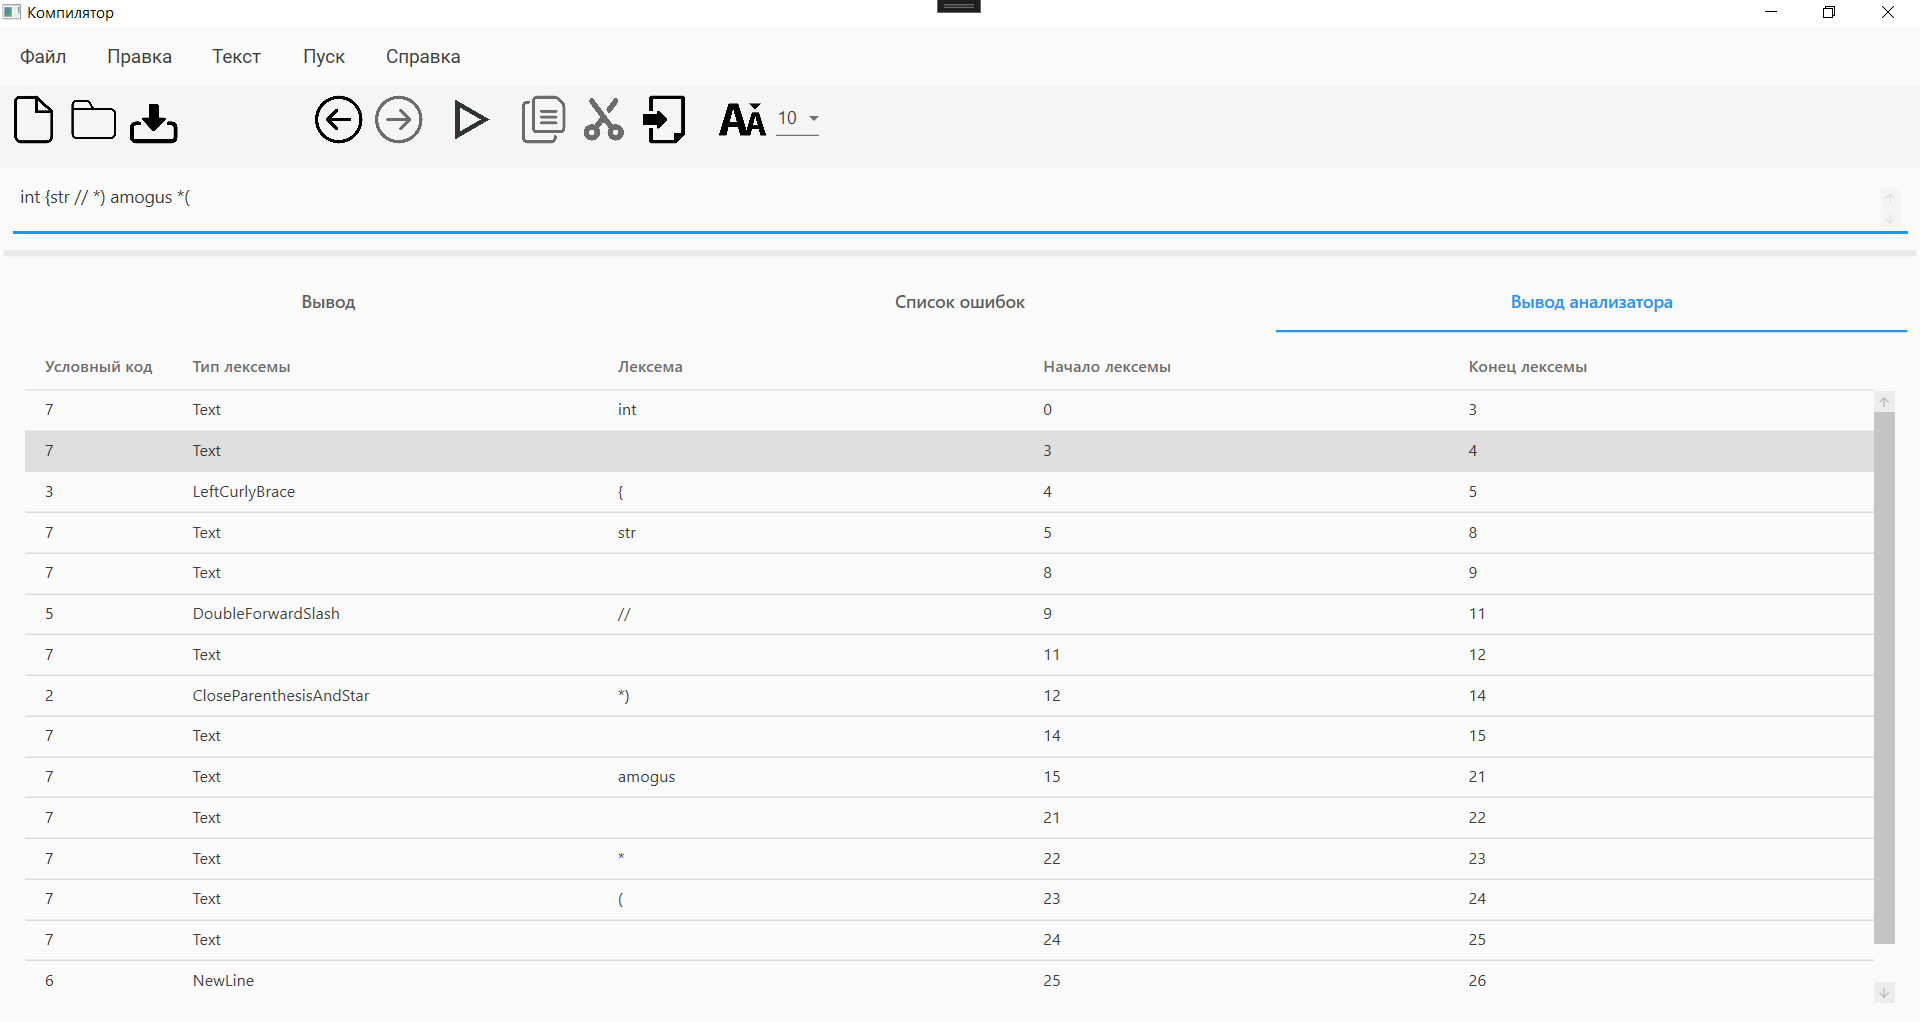 Компилятор
Файл Правка Текст Пуск Справка
AA 10
int {str // *) amogus *(
Вывод Список ошибок Вывод анализатора
Условный код Тип лексемы Лексема Начало лексемы Конец лексемы
7 Text int 0 3
7 Text 3 4
3 LeftCurlyBrace { 4 5
7 Text str 5 8
7 Text 8 9
5 DoubleForwardSlash // 9 11
7 Text 11 12
2 CloseParenthesisAndStar *) 12 14
7 Text 14 15
7 Text amogus 15 21
7 Text 21 22
7 Text * 22 23
7 Text ( 23 24
7 Text 24 25
6 NewLine 25 26